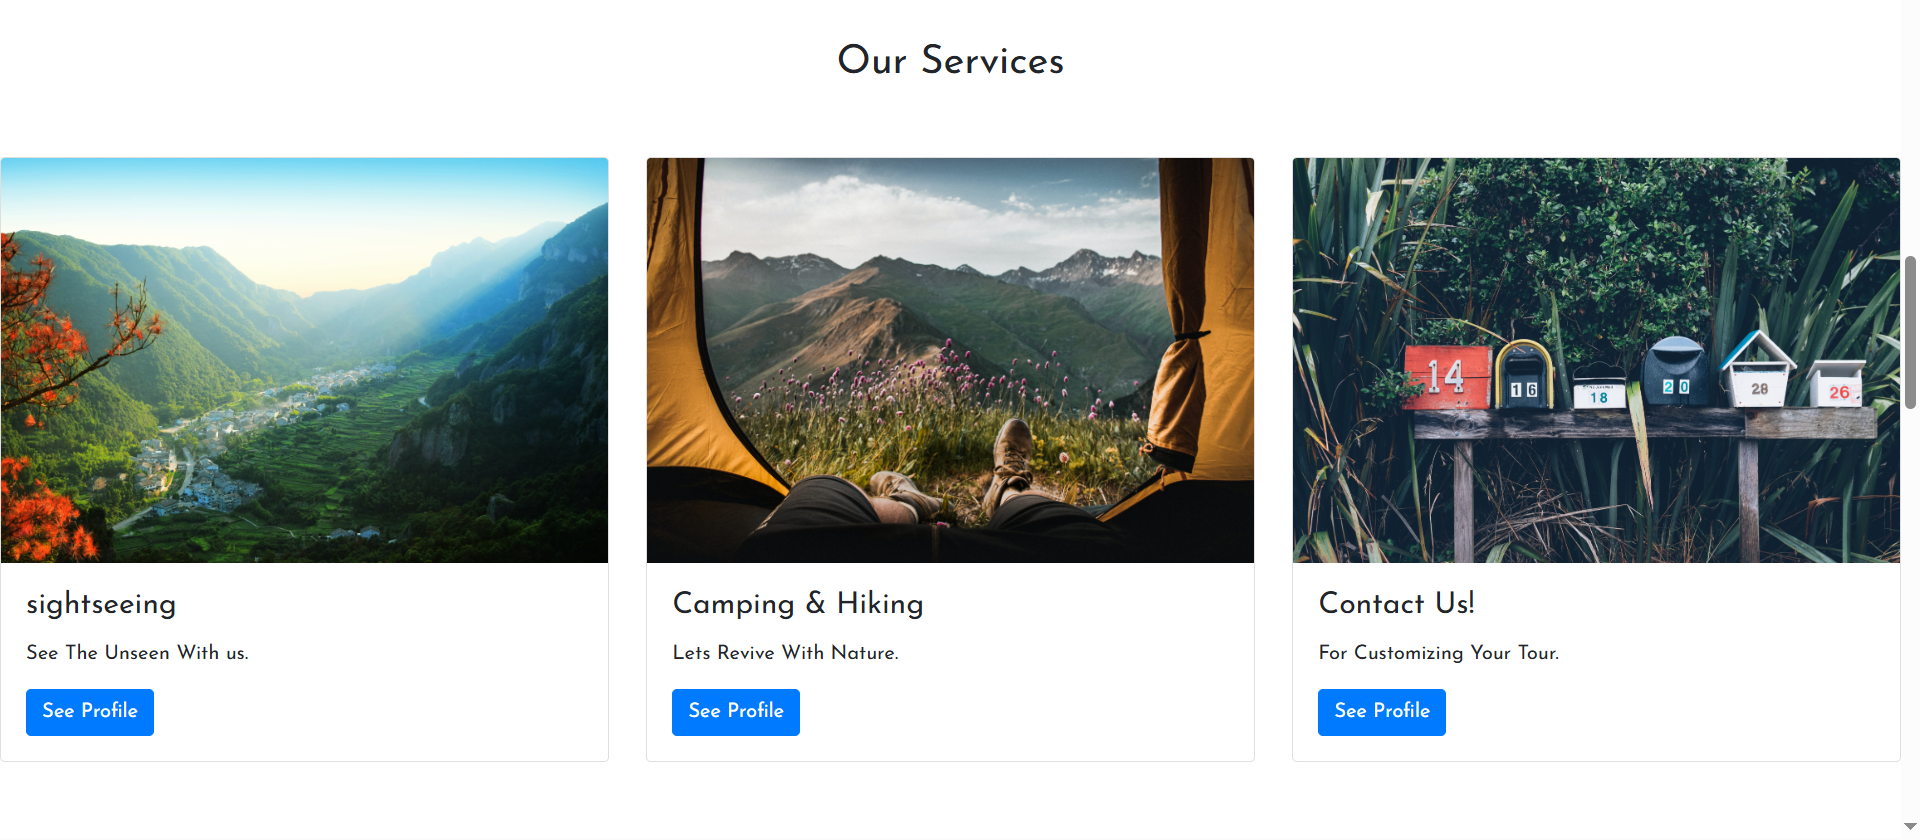 Our Services
14
16
18
20
28
26
sightseeing
See The Unseen With us.
See Profile
Camping & Hiking
Lets Revive With Nature.
See Profile
Contact Us!
For Customizing Your Tour.
See Profile